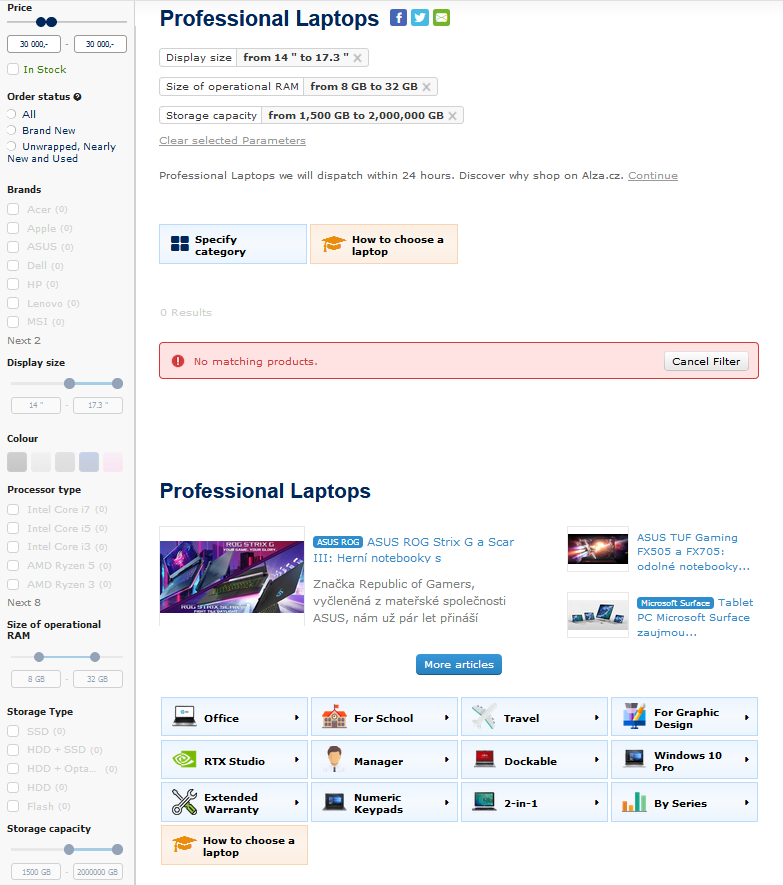 Price
30 000,- - 30 000,-
In Stock
Order status
All
Brand New
Unwrapped, Nearly
New and Used
Brands
Acer (0)
Apple (0)
ASUS (0)
Dell (0)
HP (0)
Lenovo (0)
MSI (0)
Next 2
Display size
14 " - 17.3 "
Colour
Processor type
Intel Core i7 (0)
Intel Core i5 (0)
Intel Core i3 (0)
AMD Ryzen 5 (0)
AMD Ryzen 3 (0)
Next 8
Size of operational
RAM
8 GB - 32 GB
Storage Type
SSD (0)
HDD + SSD (0)
HDD + Opta... (0)
HDD (0)
Flash (0)
Storage capacity
1500 GB - 2000000 GB
Professional Laptops
Display size from 14 " to 17.3 "
Size of operational RAM from 8 GB to 32 GB
Storage capacity from 1,500 GB to 2,000,000 GB
Clear selected Parameters
Professional Laptops we will dispatch within 24 hours. Discover why shop on Alza.cz. Continue
Specify
category
How to choose a
laptop
0 Results
No matching products.
Cancel Filter
Professional Laptops
ROG STRIX G
YOUR GAME. YOUR GLORY.
ASUS ROG ASUS ROG Strix G a Scar
III: Herní notebooky s
Značka Republic of Gamers,
vyčleněná z mateřské společnosti
ASUS, nám už pár let přináší
ASUS TUF Gaming
FX505 a FX705:
odolné notebooky...
Microsoft Surface Tablet
PC Microsoft Surface
zaujmou...
More articles
Office
For School
Travel
For Graphic
Design
RTX Studio
Manager
Dockable
Windows 10
Pro
Extended
Warranty
Numeric
Keypads
2-in-1
By Series
How to choose a
laptop